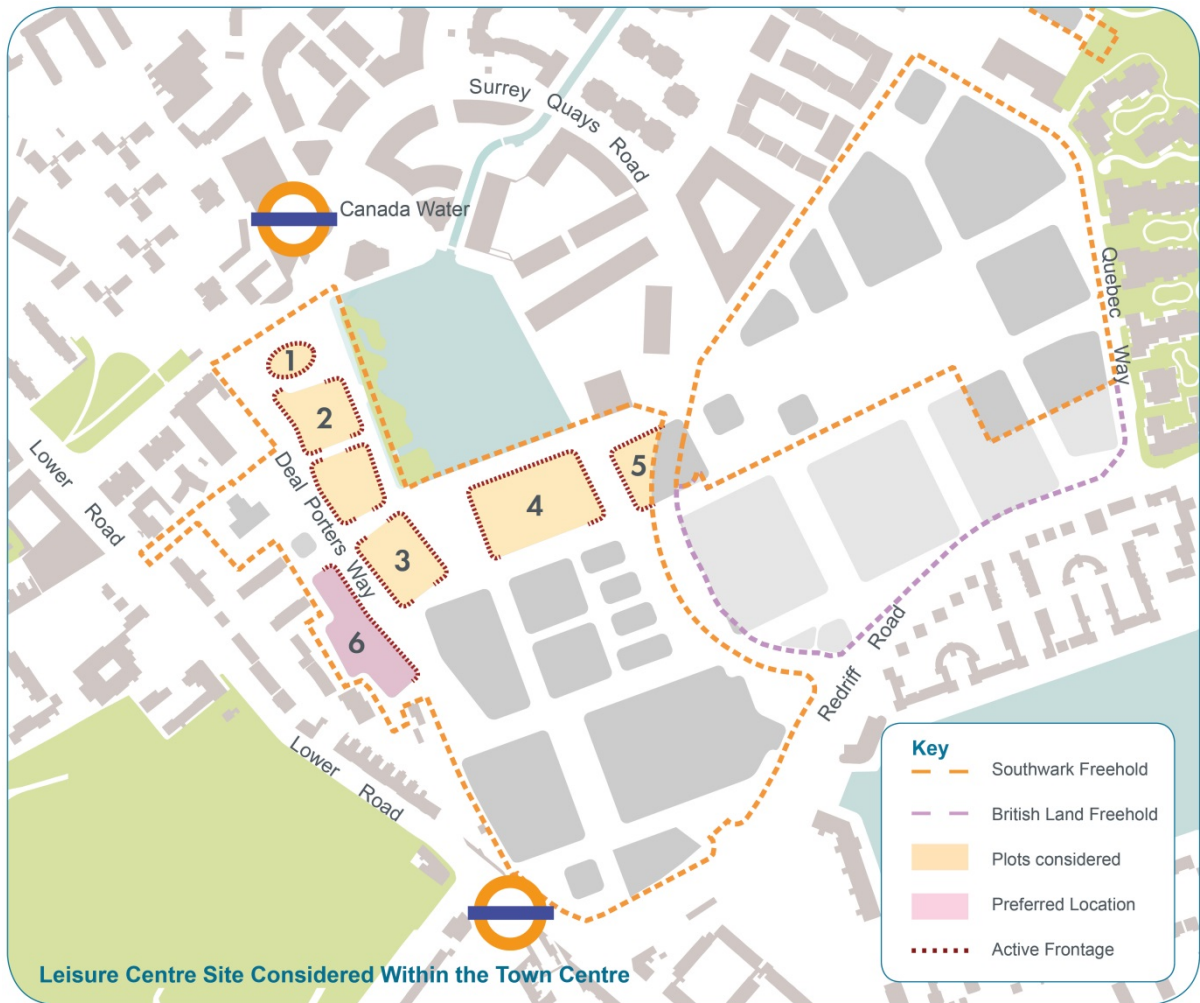 Surrey Quays Road
Canada Water
Quebec Way
1
2
Lower Road
Deal Porters Way
5
4
3
6
Redriff Road
Lower Road
Key
Southwark Freehold
British Land Freehold
Plots considered
Preferred Location
Active Frontage
Leisure Centre Site Considered Within the Town Centre